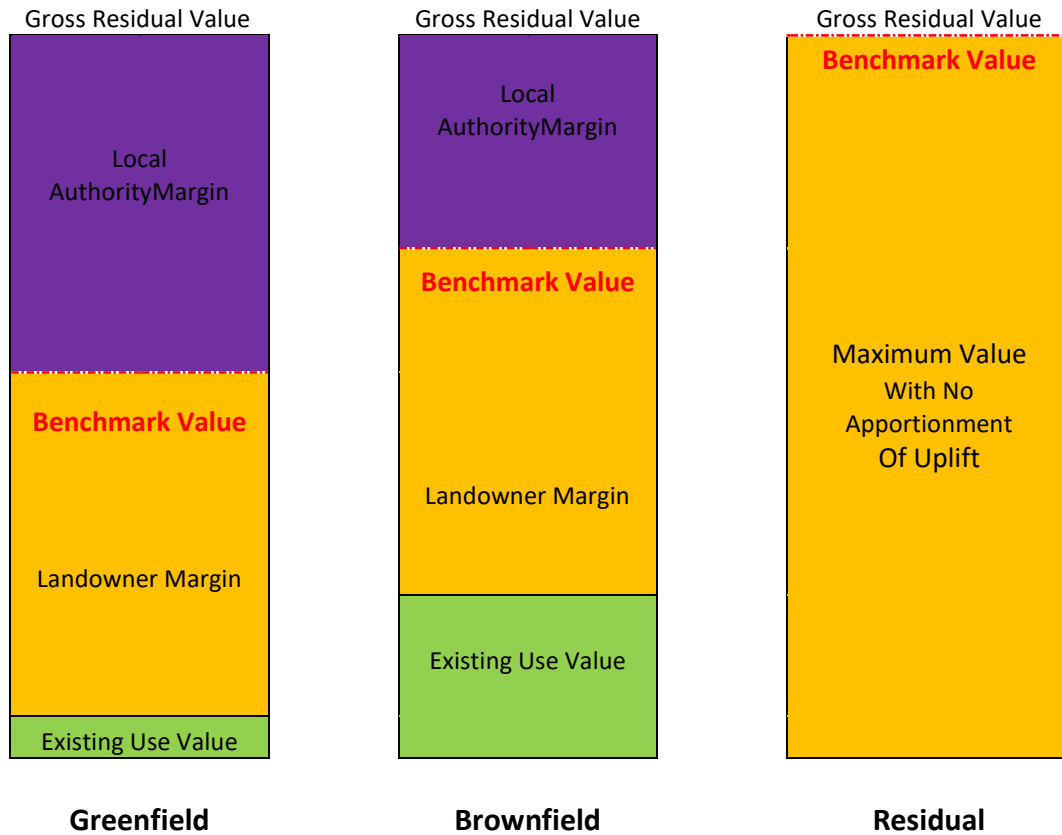 Gross Residual Value
Local
AuthorityMargin
Benchmark Value
Landowner Margin
Existing Use Value
Greenfield
Gross Residual Value
Local
AuthorityMargin
Benchmark Value
Landowner Margin
Existing Use Value
Brownfield
Gross Residual Value
Benchmark Value
Maximum Value
With No
Apportionment
Of Uplift
Residual